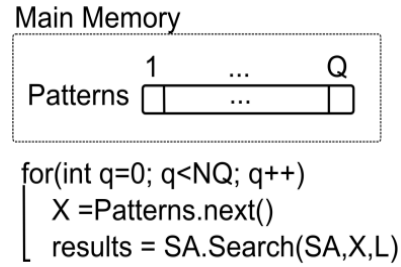 Main Memory
1 ... Q
Patterns ...
for(int q=0; q<NQ; q++)
X =Patterns.next()
results = SA.Search(SA,X,L)